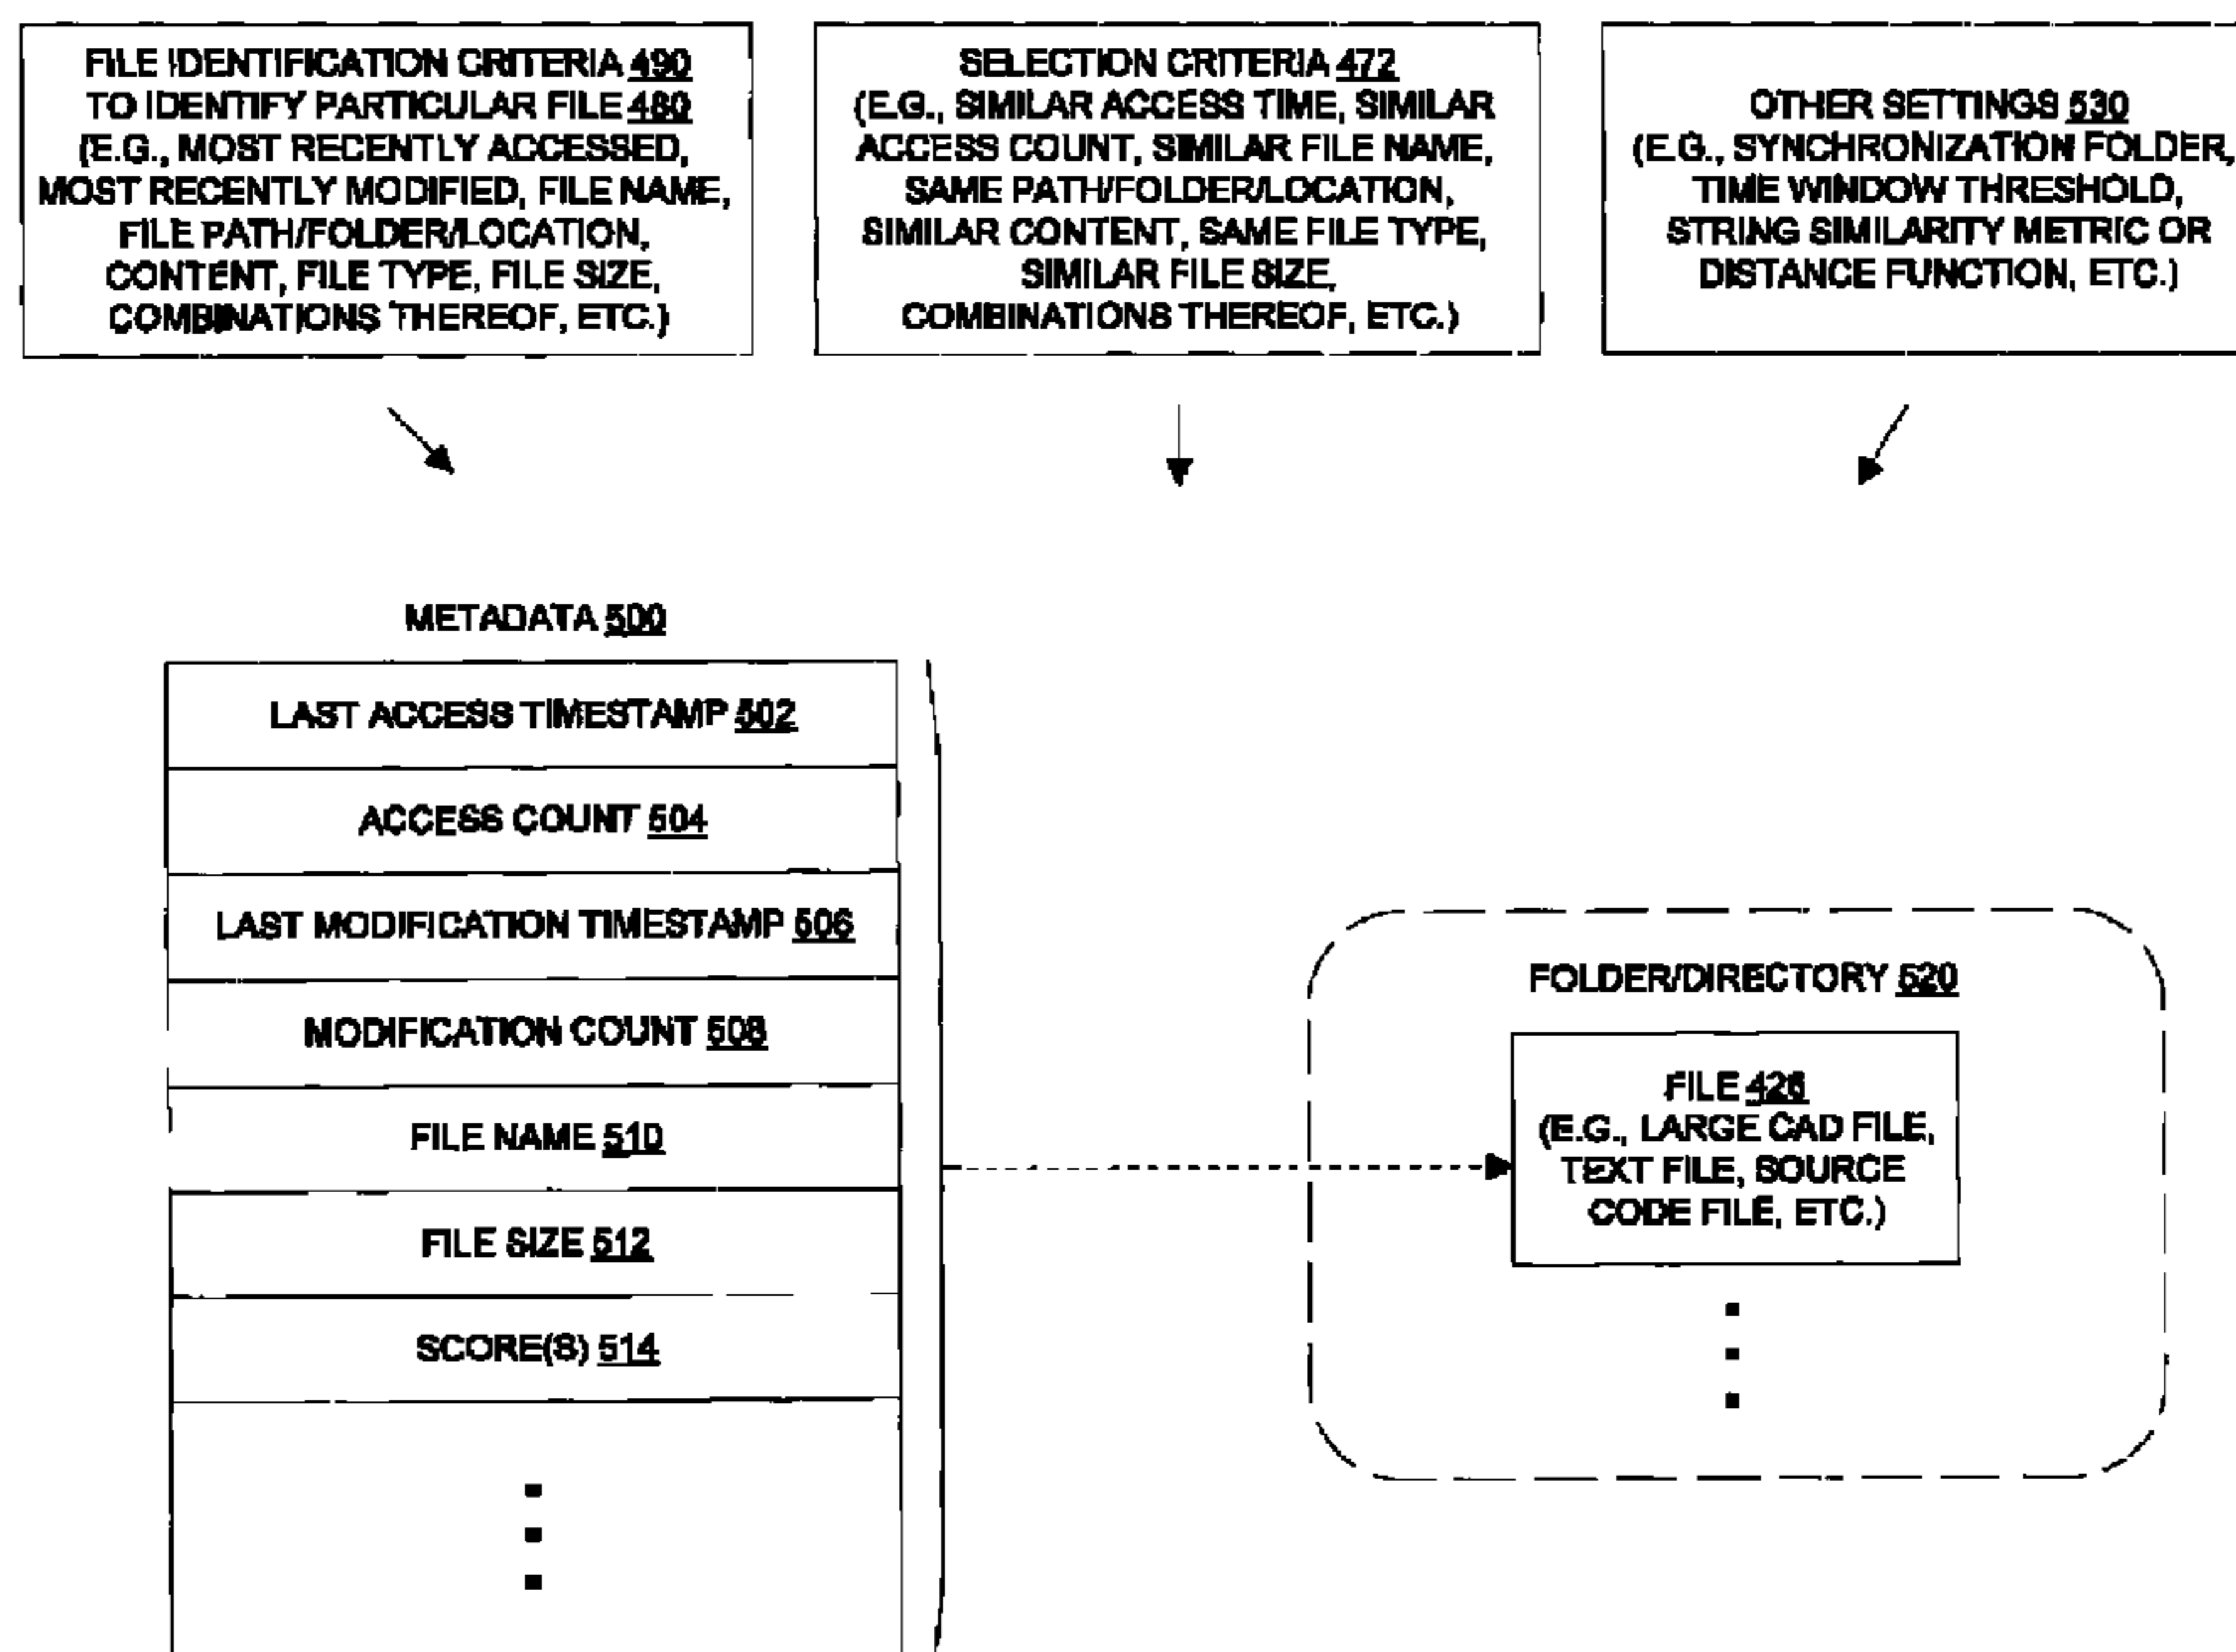 FILE IDENTIFICATION CRITERIA 490
TO IDENTIFY PARTICULAR FILE 480
(E.G., MOST RECENTLY ACCESSED,
MOST RECENTLY MODIFIED, FILE NAME,
FILE PATH/FOLDER/LOCATION,
CONTENT, FILE TYPE, FILE SIZE,
COMBINATIONS THEREOF, ETC.)
SELECTION CRITERIA 472
(E.G., SIMILAR ACCESS TIME, SIMILAR
ACCESS COUNT, SIMILAR FILE NAME,
SAME PATH/FOLDER/LOCATION,
SIMILAR CONTENT, SAME FILE TYPE,
SIMILAR FILE SIZE,
COMBINATIONS THEREOF, ETC.)
OTHER SETTINGS 530
(E.G., SYNCHRONIZATION FOLDER,
TIME WINDOW THRESHOLD,
STRING SIMILARITY METRIC OR
DISTANCE FUNCTION, ETC.)
METADATA 500
LAST ACCESS TIMESTAMP 502
ACCESS COUNT 504
LAST MODIFICATION TIMESTAMP 506
MODIFICATION COUNT 508
FILE NAME 510
FILE SIZE 512
SCORE(S) 514
FOLDER/DIRECTORY 520
FILE
(E.G., LARGE CAD FILE,
TEXT FILE, SOURCE
CODE FILE, ETC.)